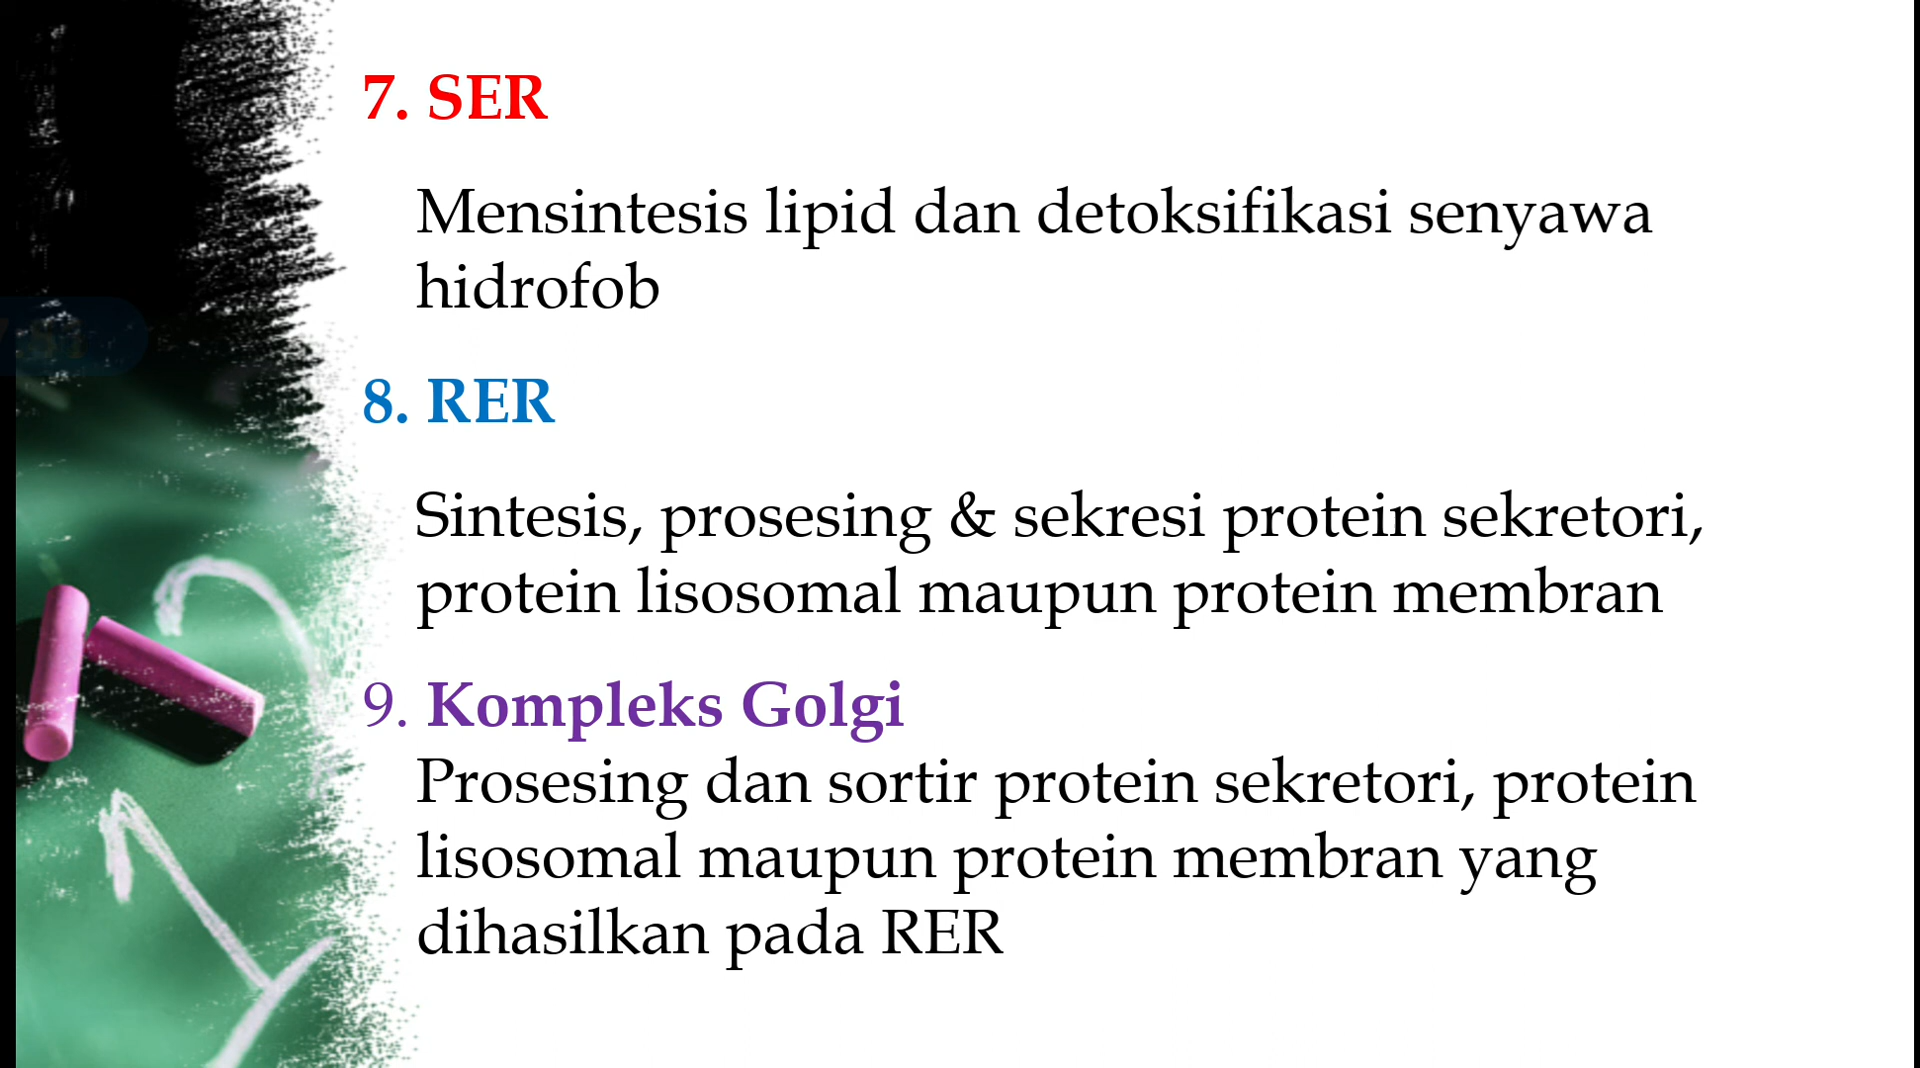 7. SER
Mensintesis lipid dan detoksifikasi senyawa
hidrofob
8. RER
Sintesis, prosesing & sekresi protein sekretori,
protein lisosomal maupun protein membran
9. Kompleks Golgi
Prosesing dan sortir protein sekretori, protein
lisosomal maupun protein membran yang
dihasilkan pada RER